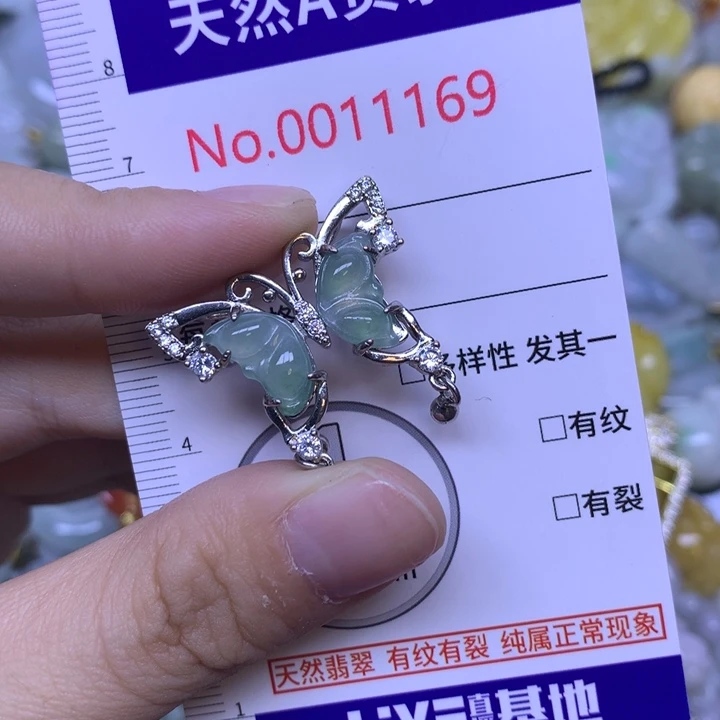 天然A货
8
No.0011169
7
样性 发其一
□有纹
4
□有裂
天然翡翠 有纹有裂 纯属正常现象
1
基地